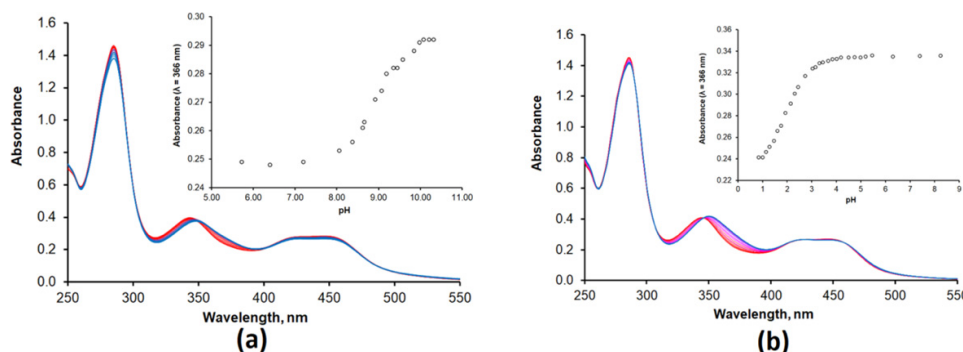 1.6
1.4
1.2
1.0
0.8
0.6
0.4
0.2
0.0
Absorbance
250 300 350 400 450 500 550
Wavelength, nm
0.30
0.29
0.28
0.27
0.26
0.25
0.24
Absorbance (λ = 366 nm)
5.00 6.00 7.00 8.00 9.00 10.00 11.00
pH
(a)
1.6
1.4
1.2
1.0
0.8
0.6
0.4
0.2
0.0
Absorbance
250 300 350 400 450 500 550
Wavelength, nm
0.36
0.34
0.32
0.30
0.28
0.26
0.24
0.22
Absorbance (λ = 366 nm)
0 1 2 3 4 5 6 7 8 9
pH
(b)